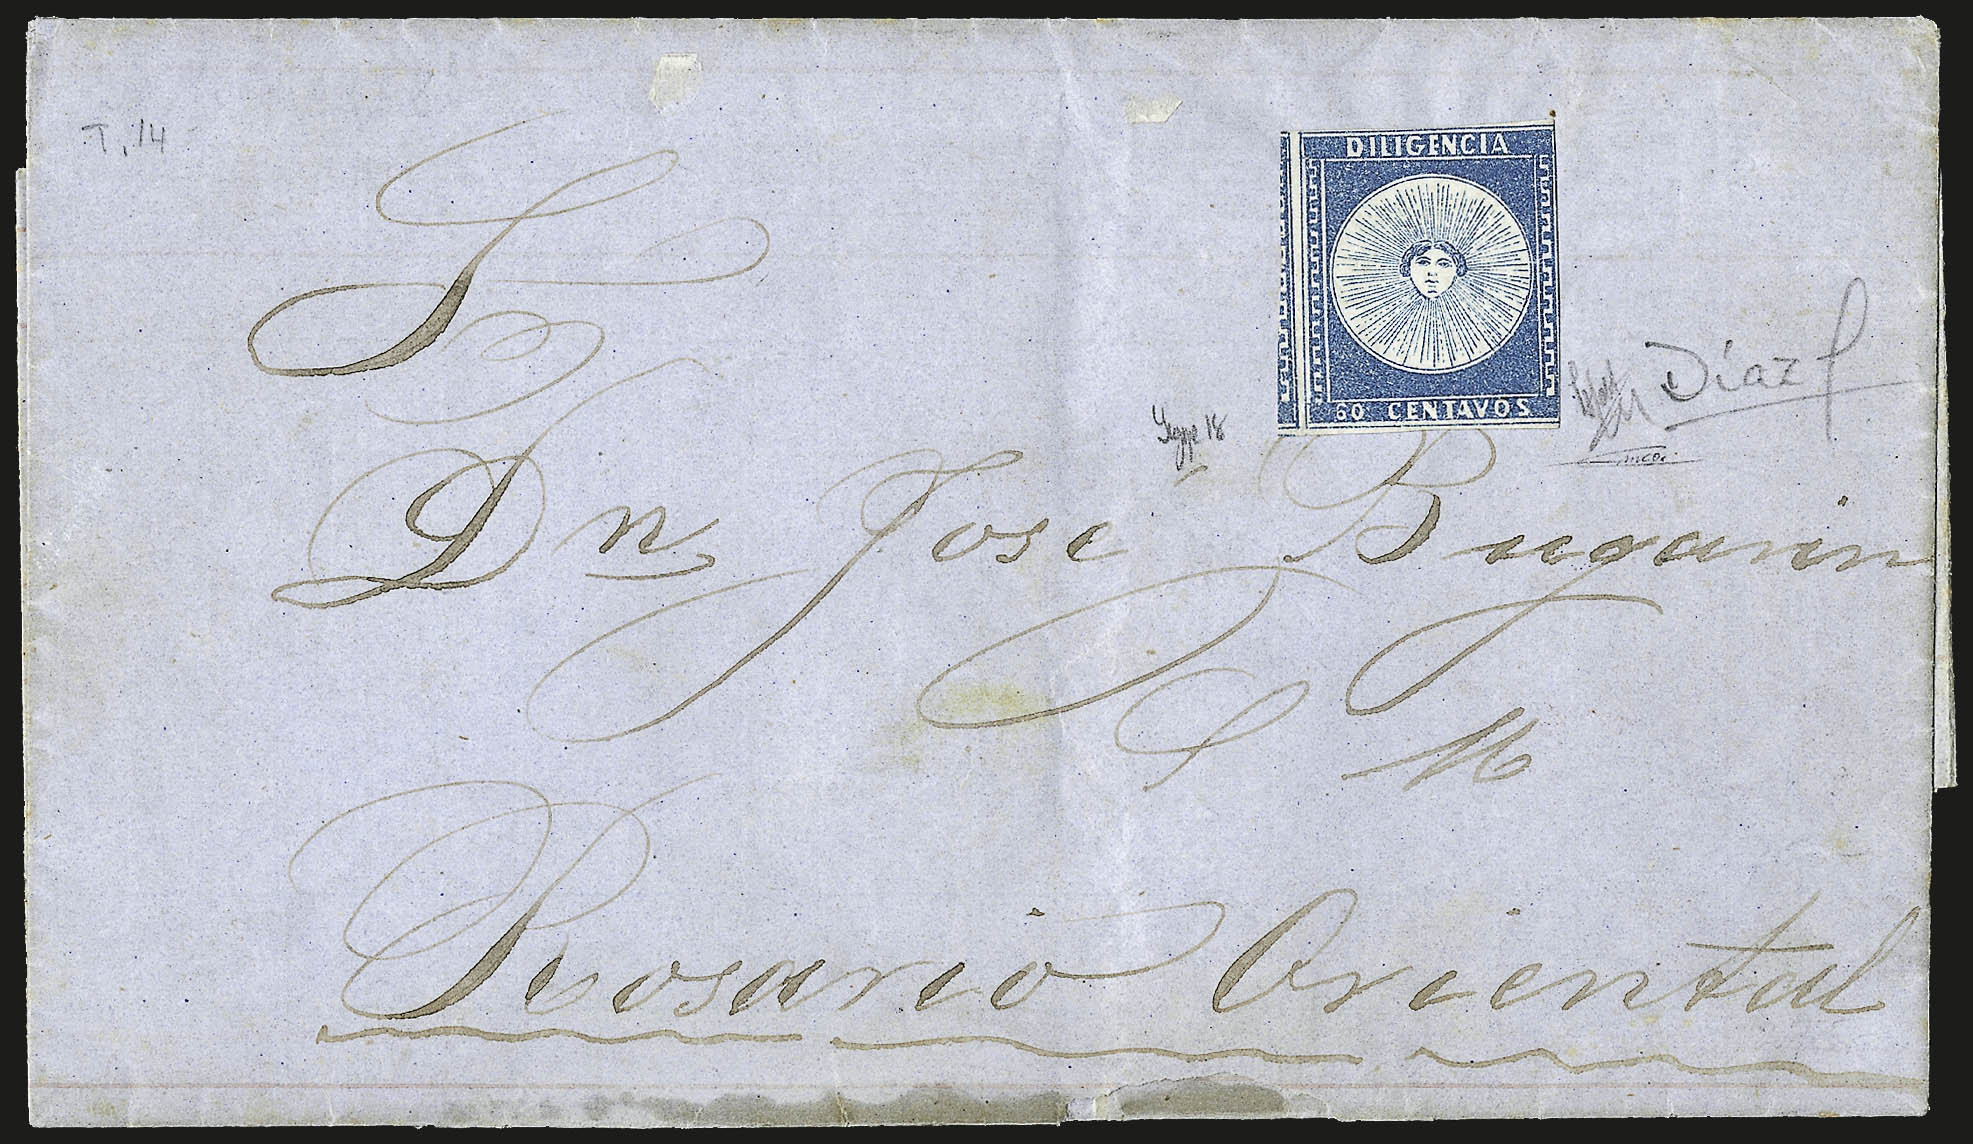 T. 14
DILIGENCIA
60 CENTAVOS
Díaz
S
Dn Jose Bugarin
S M
Rosario Oriental